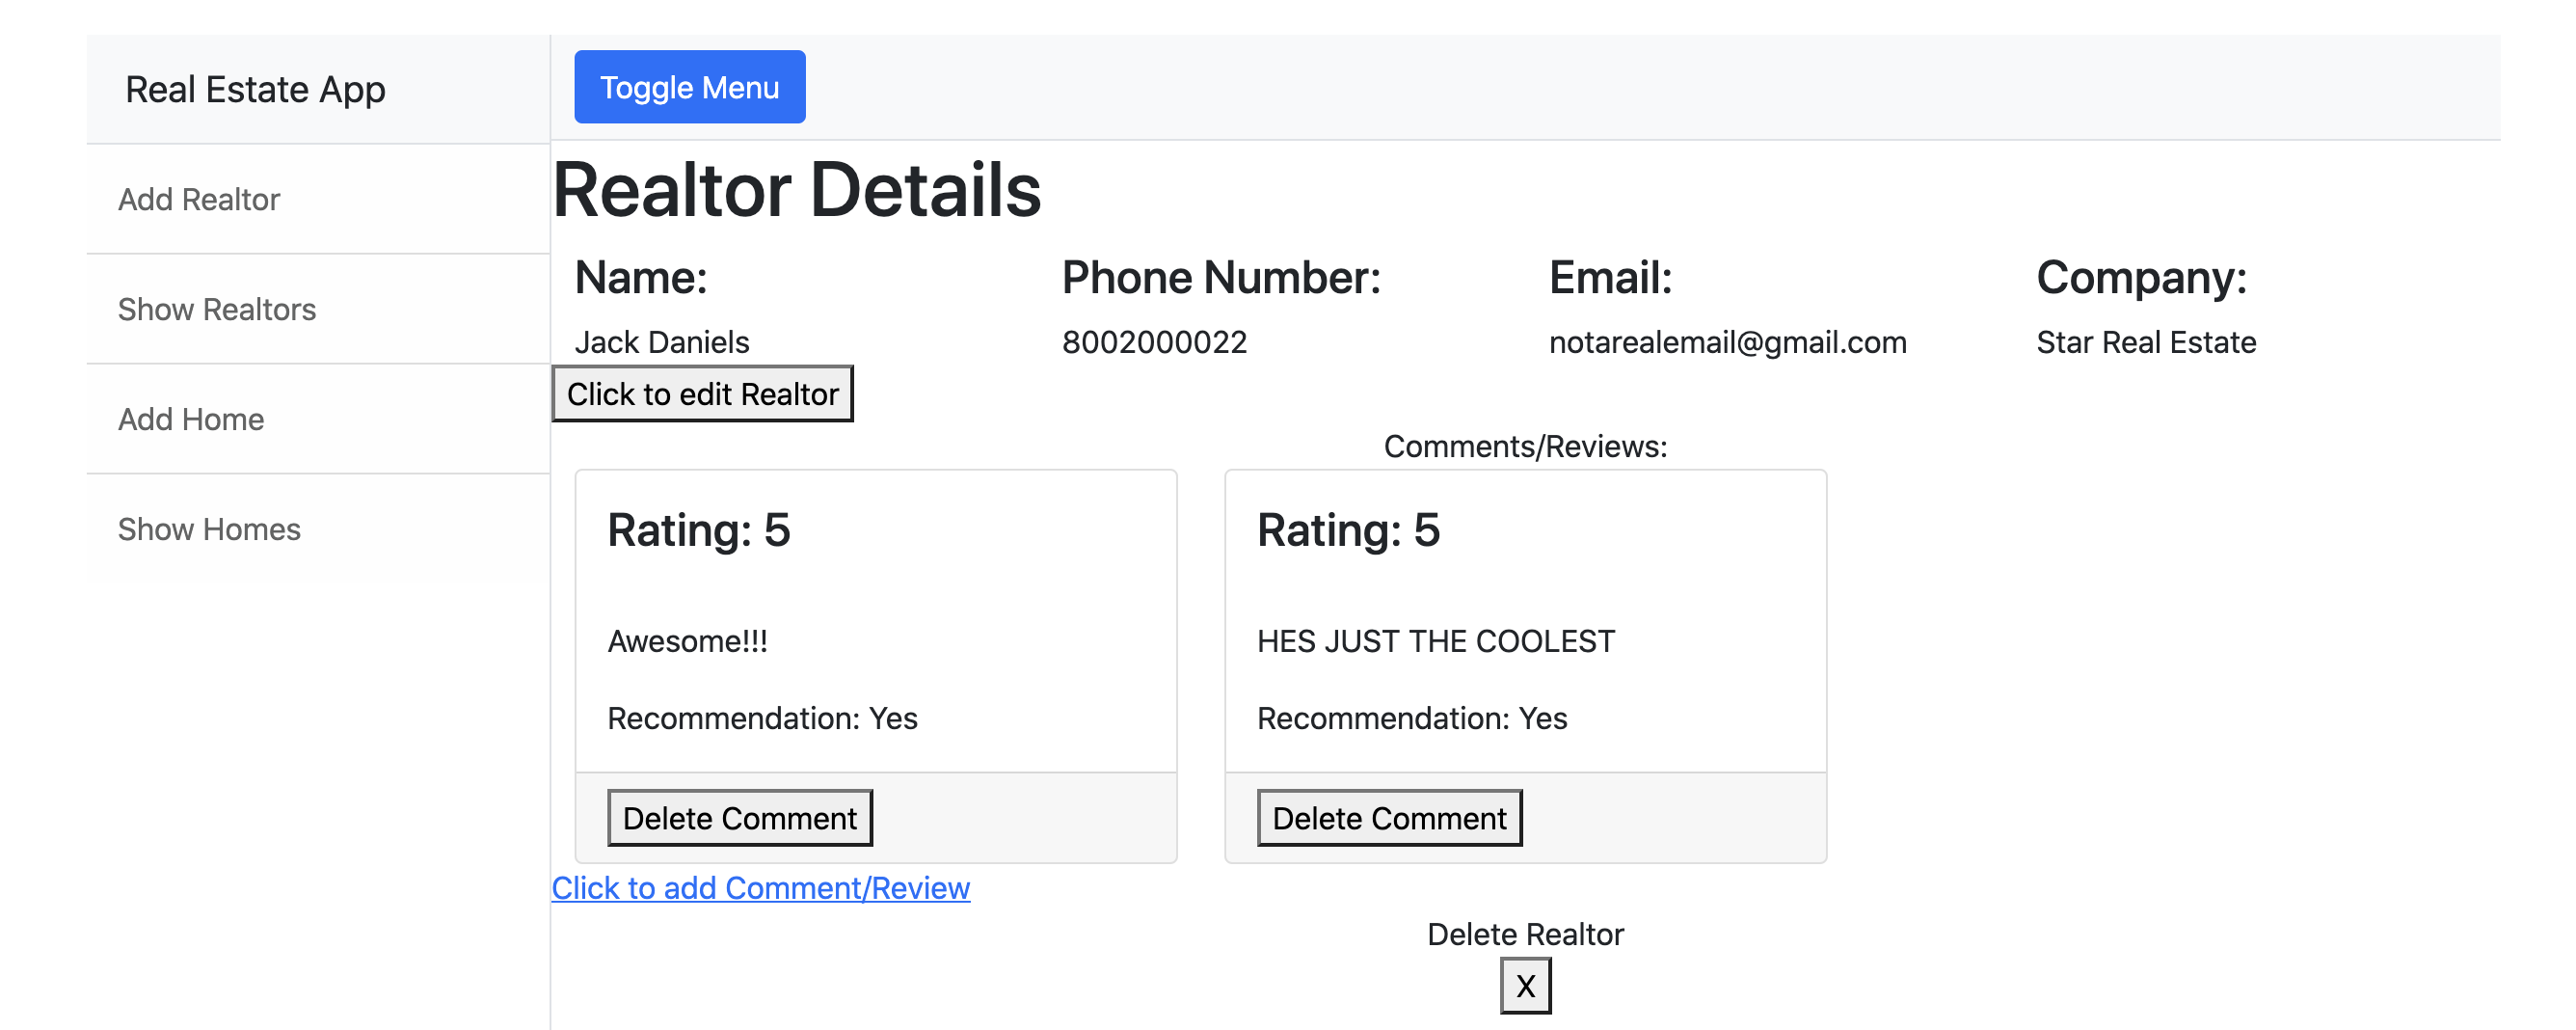 Real Estate App
Toggle Menu
Add Realtor
Show Realtors
Add Home
Show Homes
Realtor Details
Name: Phone Number: Email: Company:
Jack Daniels 8002000022 notarealemail@gmail.com Star Real Estate
Click to edit Realtor
Comments/Reviews:
Rating: 5
Awesome!!!
Recommendation: Yes
Delete Comment
Rating: 5
HES JUST THE COOLEST
Recommendation: Yes
Delete Comment
Click to add Comment/Review
Delete Realtor
X